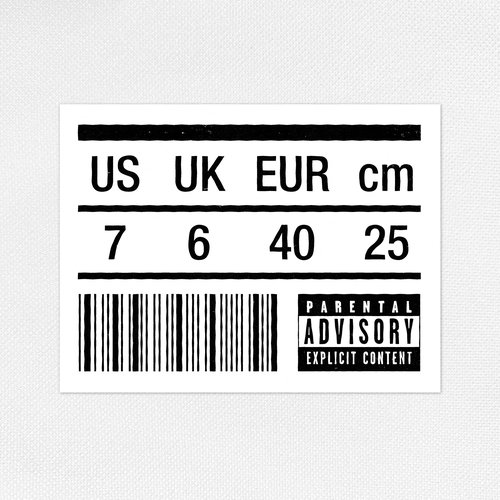 US UK EUR cm
7 6 40 25
PARENTAL
ADVISORY
EXPLICIT CONTENT